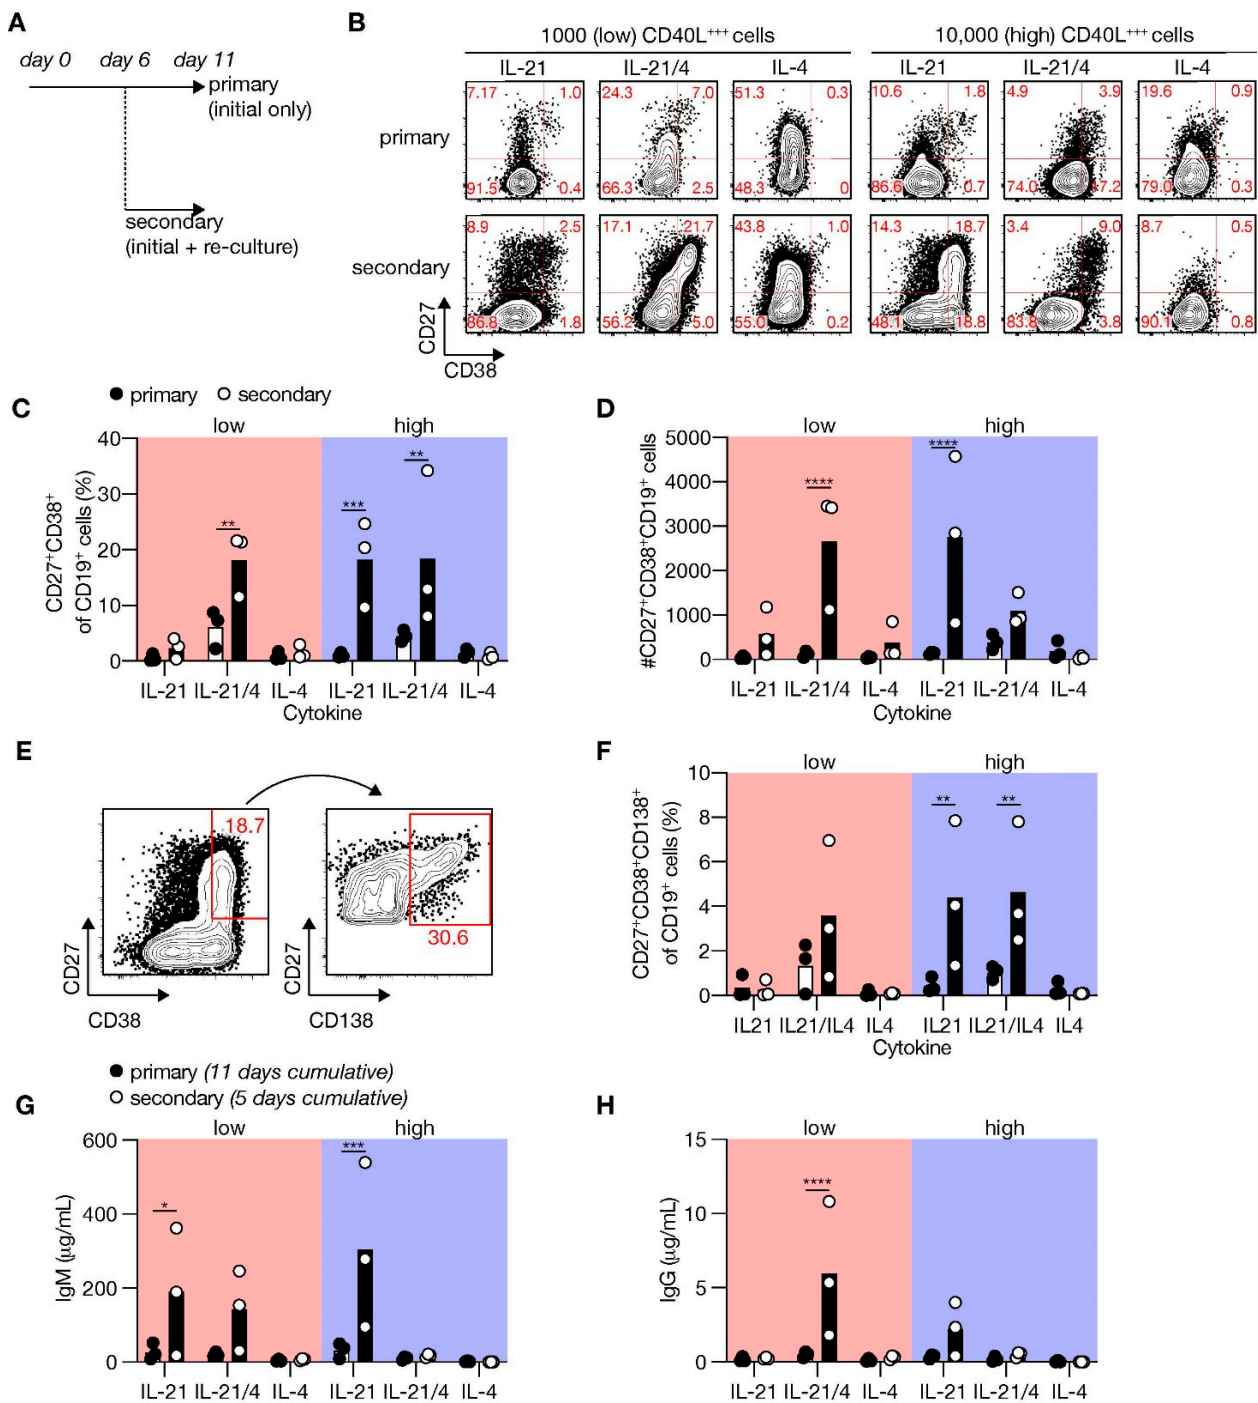 A
day 0 day 6 day 11
primary
(initial only)
secondary
(initial + re-culture)
B
1000 (low) CD40L+++ cells 10,000 (high) CD40L+++ cells
IL-21 IL-21/4 IL-4 IL-21 IL-21/4 IL-4
primary
7.17 1.0 24.3 7.0 51.3 0.3 10.6 1.8 4.9 3.9 19.6 0.9
91.5 0.4 66.3 2.5 48.3 0 86.6 0.7 74.0 17.2 79.0 0.3
secondary
8.9 2.5 17.1 21.7 43.8 1.0 14.3 18.7 3.4 9.0 8.7 0.5
86.8 1.8 56.2 5.0 55.0 0.2 48.1 18.8 83.8 3.8 90.1 0.8
CD27
CD38
C
primary secondary
low high
40
30
20
10
0
CD27+CD38+
of CD19+ cells (%)
** *** **
IL-21 IL-21/4 IL-4 IL-21 IL-21/4 IL-4
Cytokine
D
low high
5000
4000
3000
2000
1000
0
#CD27+CD38+CD19+ cells
**** ****
IL-21 IL-21/4 IL-4 IL-21 IL-21/4 IL-4
Cytokine
E
18.7
CD27
CD38
30.6
CD27
CD138
F
low high
10
8
6
4
2
0
CD27+CD38+CD138+
of CD19+ cells (%)
** **
IL21 IL21/IL4 IL4 IL21 IL21/IL4 IL4
Cytokine
primary (11 days cumulative)
secondary (5 days cumulative)
G
low high
600
400
200
0
IgM (µg/mL)
* ***
IL-21 IL-21/4 IL-4 IL-21 IL-21/4 IL-4
H
low high
15
10
5
0
IgG (µg/mL)
****
IL-21 IL-21/4 IL-4 IL-21 IL-21/4 IL-4